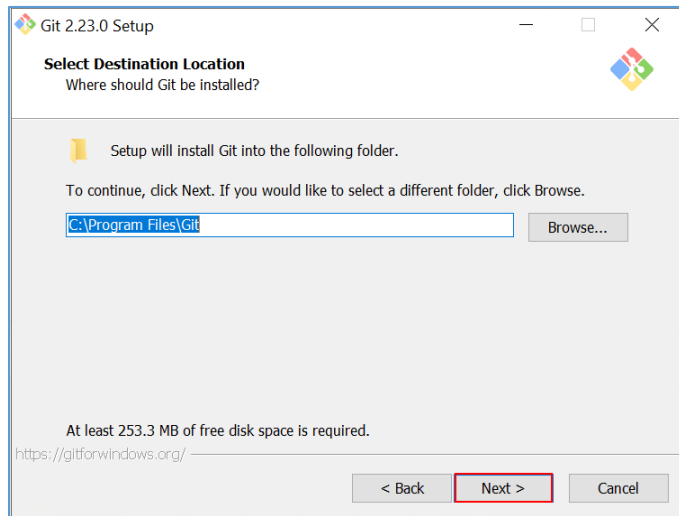 Git 2.23.0 Setup
Select Destination Location
Where should Git be installed?
Setup will install Git into the following folder.
To continue, click Next. If you would like to select a different folder, click Browse.
C:\Program Files\Git
Browse...
At least 253.3 MB of free disk space is required.
https://gitforwindows.org/
< Back
Next >
Cancel